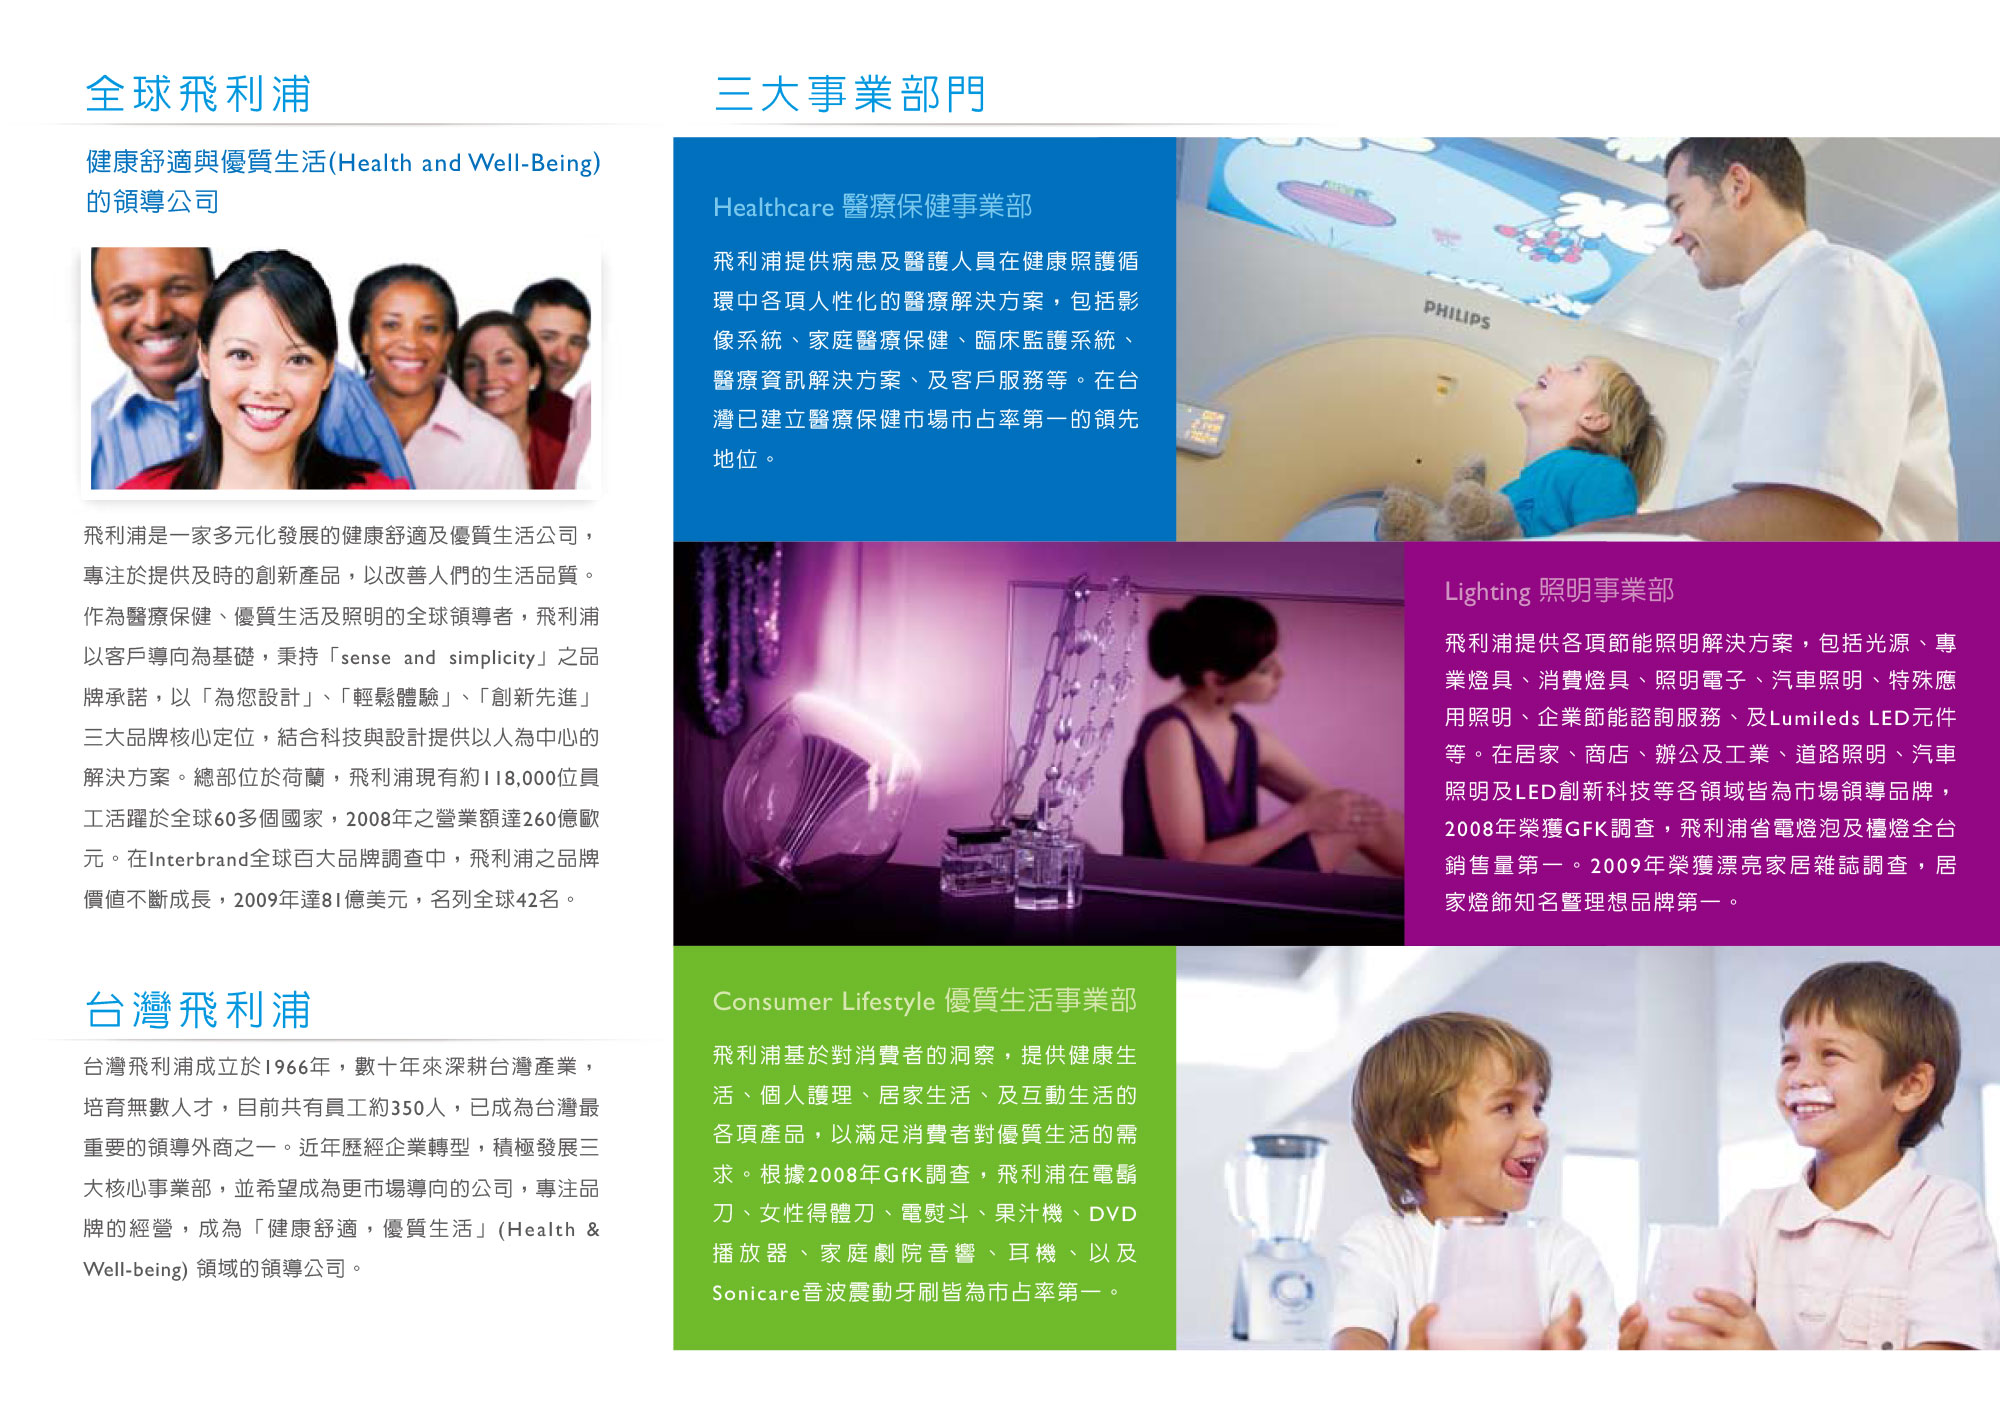 全球飛利浦
健康舒適與優質生活(Health and Well-Being)
的領導公司
飛利浦是一家多元化發展的健康舒適及優質生活公司，
專注於提供及時的創新產品，以改善人們的生活品質。
作為醫療保健、優質生活及照明的全球領導者，飛利浦
以客戶導向為基礎，秉持「sense and simplicity」之品
牌承諾，以「為您設計」、「輕鬆體驗」、「創新先進」
三大品牌核心定位，結合科技與設計提供以人為中心的
解決方案。總部位於荷蘭，飛利浦現有約118,000位員
工活躍於全球60多個國家，2008年之營業額達260億歐
元。在Interbrand全球百大品牌調查中，飛利浦之品牌
價值不斷成長，2009年達81億美元，名列全球42名。
台灣飛利浦
台灣飛利浦成立於1966年，數十年來深耕台灣產業，
培育無數人才，目前共有員工約350人，已成為台灣最
重要的領導外商之一。近年歷經企業轉型，積極發展三
大核心事業部，並希望成為更市場導向的公司，專注品
牌的經營，成為「健康舒適，優質生活」(Health &
Well-being) 領域的領導公司。
三大事業部門
Healthcare 醫療保健事業部
飛利浦提供病患及醫護人員在健康照護循
環中各項人性化的醫療解決方案，包括影
像系統、家庭醫療保健、臨床監護系統、
醫療資訊解決方案、及客戶服務等。在台
灣已建立醫療保健市場市占率第一的領先
地位。
PHILIPS
Lighting 照明事業部
飛利浦提供各項節能照明解決方案，包括光源、專
業燈具、消費燈具、照明電子、汽車照明、特殊應
用照明、企業節能諮詢服務、及Lumileds LED元件
等。在居家、商店、辦公及工業、道路照明、汽車
照明及LED創新科技等各領域皆為市場領導品牌，
2008年榮獲GFK調查，飛利浦省電燈泡及檯燈全台
銷售量第一。2009年榮獲漂亮家居雜誌調查，居
家燈飾知名暨理想品牌第一。
Consumer Lifestyle 優質生活事業部
飛利浦基於對消費者的洞察，提供健康生
活、個人護理、居家生活、及互動生活的
各項產品，以滿足消費者對優質生活的需
求。根據2008年GfK調查，飛利浦在電鬍
刀、女性得體刀、電熨斗、果汁機、DVD
播放器、家庭劇院音響、耳機、以及
Sonicare音波震動牙刷皆為市占率第一。